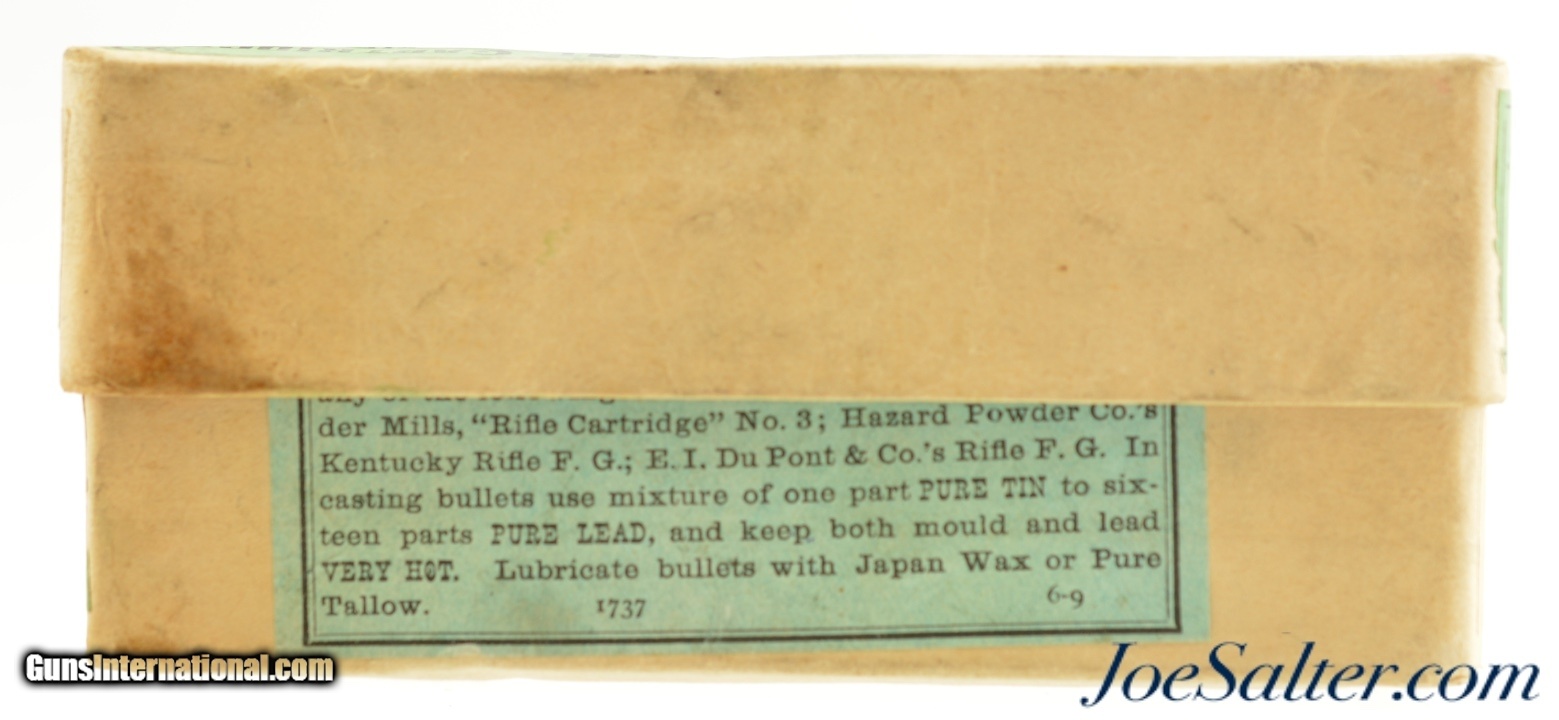 der Mills, “Rifle Cartridge” No. 3; Hazard Powder Co.'s
Kentucky Rifle F. G.; E. I. Du Pont & Co.'s Rifle F. G. In
casting bullets use mixture of one part PURE TIN to six-
teen parts PURE LEAD, and keep both mould and lead
VERY HOT. Lubricate bullets with Japan Wax or Pure
Tallow. 1737 6-9
GunsInternational.com
JoeSalter.com